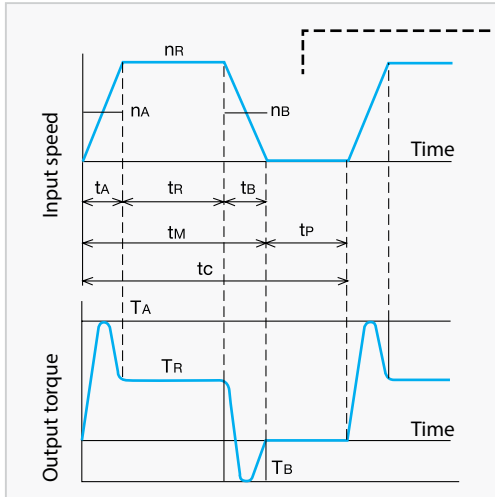 nR
nA
nB
Input speed
Time
tA
tR
tB
tM
tP
tC
TA
TR
Output torque
Time
TB